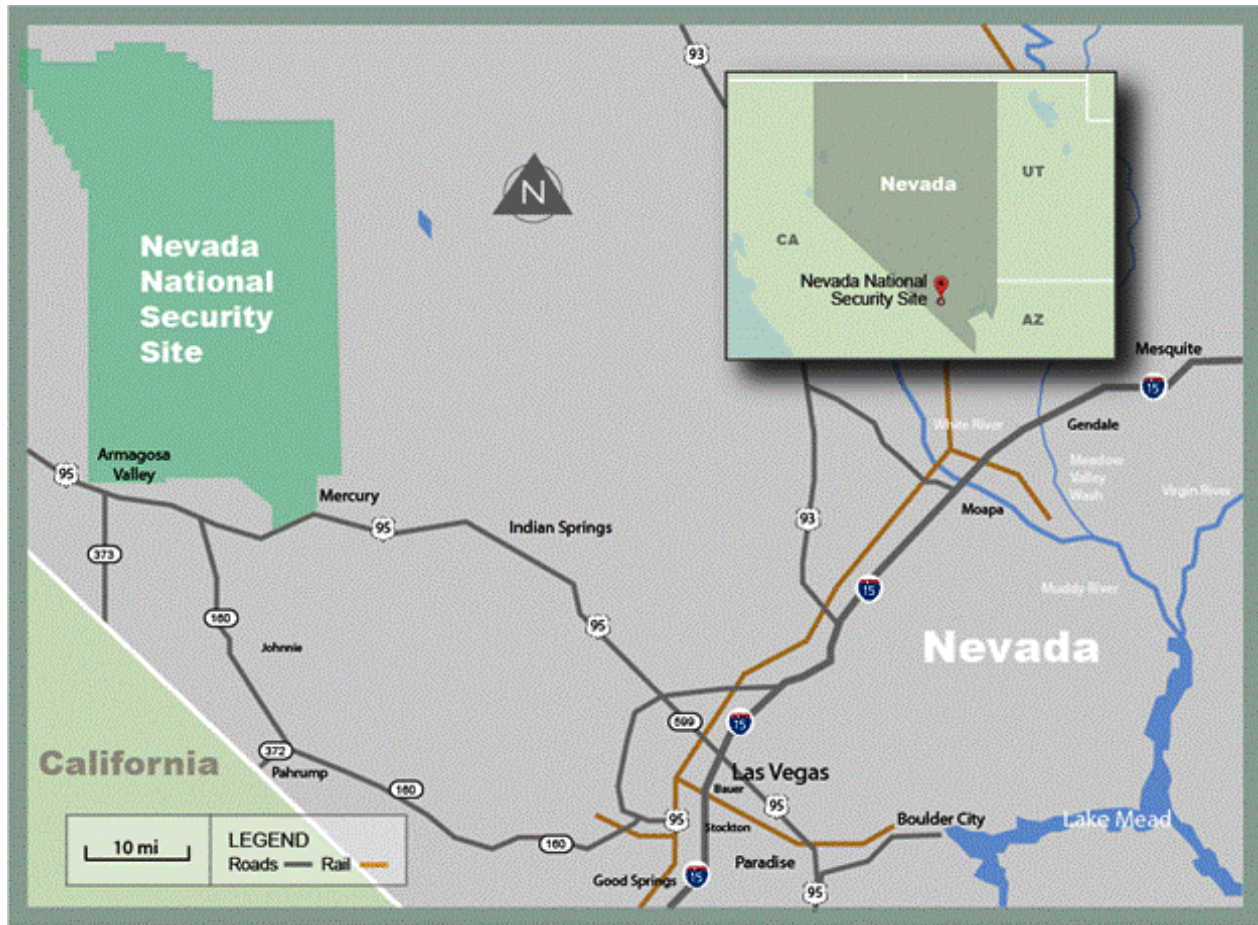 93
Nevada
UT
CA
Nevada National
Security Site
AZ
N
Nevada
National
Security
Site
Mesquite
15
Gendale
White River
Meadow
Valley
Wash
Virgin River
Armagosa
Valley
95
Mercury
95
Indian Springs
93
Moapa
373
15
Muddy River
160
95
Johnnie
Nevada
599
15
California
372
Pahrump
160
Las Vegas
Bauer
95
95
Stockton
Boulder City
Lake Mead
10 mi
LEGEND
Roads
Rail
160
Paradise
Good Springs
15
95